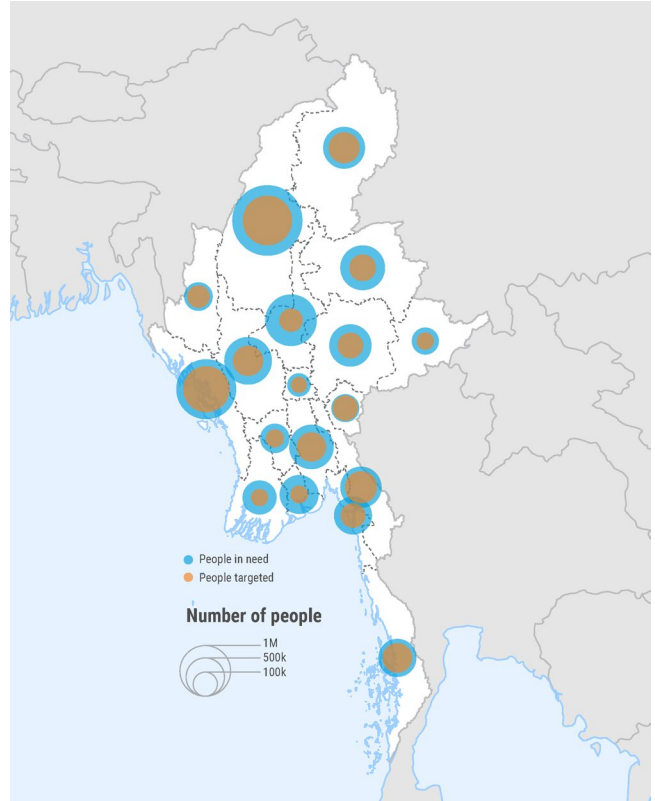 People in need
People targeted
Number of people
1M
500k
100k